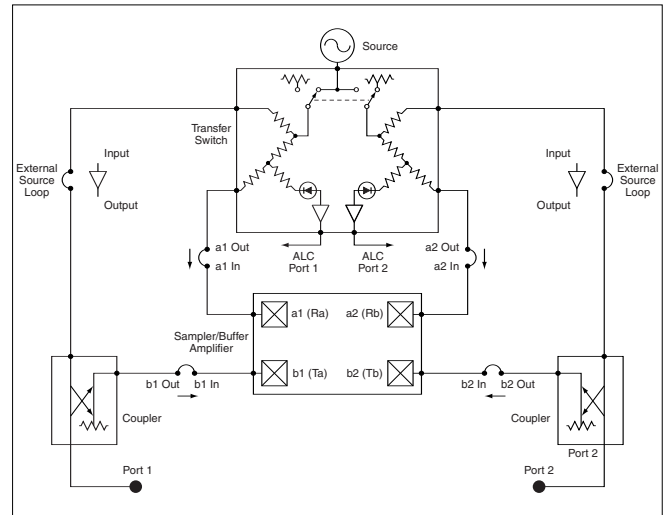 Source
Transfer
Switch
External
Source
Loop
Input
Output
Input
Output
External
Source
Loop
a1 Out
a1 In
ALC
Port 1
ALC
Port 2
a2 Out
a2 In
Sampler/Buffer
Amplifier
a1 (Ra)
a2 (Rb)
b1 (Ta)
b2 (Tb)
b1 Out
b1 In
b2 In
b2 Out
Coupler
Coupler
Port 2
Port 1
Port 2